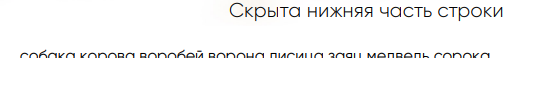 Скрыта нижняя часть строки
собака корова воробей ворона лисица заяц медведь сорока